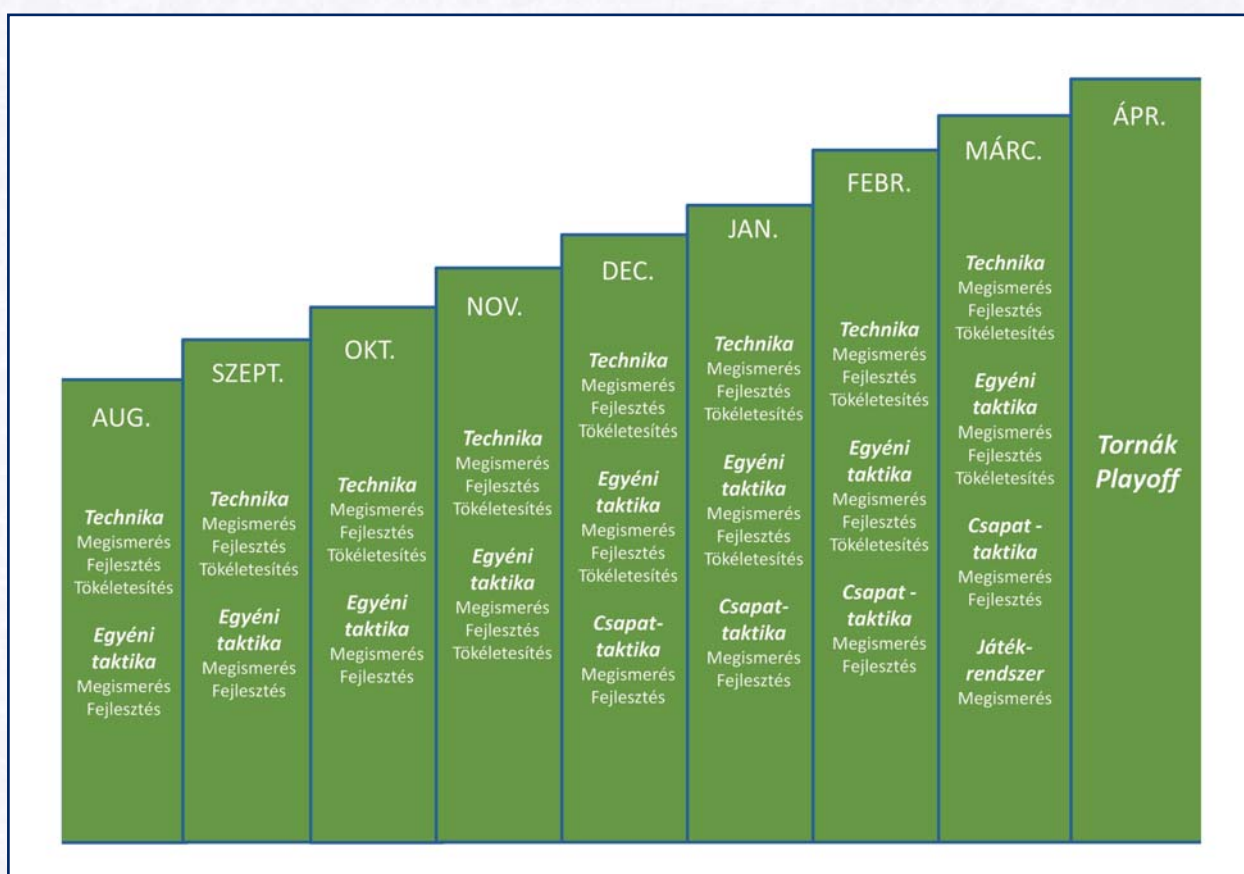 AUG.
Technika
Megismerés
Fejlesztés
Tökéletesítés
Egyéni
taktika
Megismerés
Fejlesztés
SZEPT.
Technika
Megismerés
Fejlesztés
Tökéletesítés
Egyéni
taktika
Megismerés
Fejlesztés
OKT.
Technika
Megismerés
Fejlesztés
Tökéletesítés
Egyéni
taktika
Megismerés
Fejlesztés
NOV.
Technika
Megismerés
Fejlesztés
Tökéletesítés
Egyéni
taktika
Megismerés
Fejlesztés
Tökéletesítés
DEC.
Technika
Megismerés
Fejlesztés
Tökéletesítés
Egyéni
taktika
Megismerés
Fejlesztés
Tökéletesítés
Csapat-
taktika
Megismerés
Fejlesztés
JAN.
Technika
Megismerés
Fejlesztés
Tökéletesítés
Egyéni
taktika
Megismerés
Fejlesztés
Tökéletesítés
Csapat-
taktika
Megismerés
Fejlesztés
FEBR.
Technika
Megismerés
Fejlesztés
Tökéletesítés
Egyéni
taktika
Megismerés
Fejlesztés
Tökéletesítés
Csapat -
taktika
Megismerés
Fejlesztés
MÁRC.
Technika
Megismerés
Fejlesztés
Tökéletesítés
Egyéni
taktika
Megismerés
Fejlesztés
Tökéletesítés
Csapat -
taktika
Megismerés
Fejlesztés
Játék-
rendszer
Megismerés
ÁPR.
Tornák
Playoff